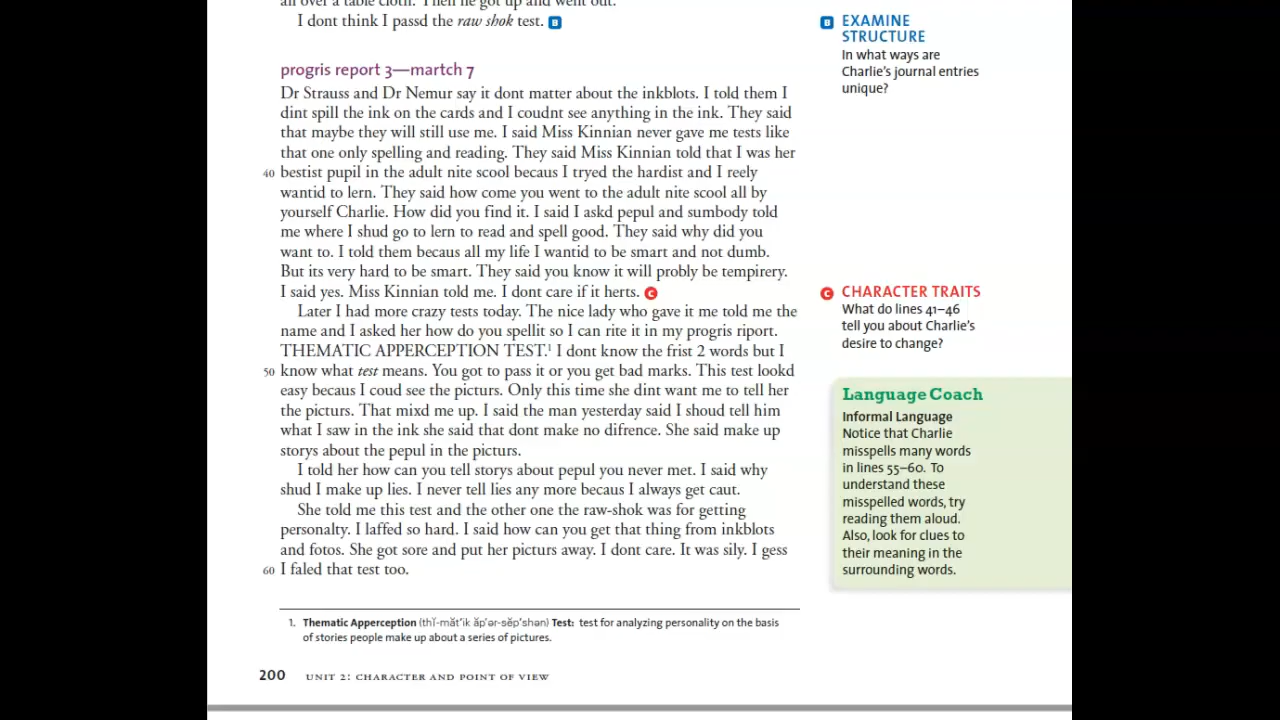 an over a table cloth. Then he got up and went out.
I dont think I passd the raw shok test. B
progris report 3—martch 7
Dr Strauss and Dr Nemur say it dont matter about the inkblots. I told them I
dint spill the ink on the cards and I coudnt see anything in the ink. They said
that maybe they will still use me. I said Miss Kinnian never gave me tests like
that one only spelling and reading. They said Miss Kinnian told that I was her
40 bestist pupil in the adult nite scool becaus I tryed the hardist and I reely
wantid to lern. They said how come you went to the adult nite scool all by
yourself Charlie. How did you find it. I said I askd pepul and sumbody told
me where I shud go to lern to read and spell good. They said why did you
want to. I told them becaus all my life I wantid to be smart and not dumb.
But its very hard to be smart. They said you know it will probly be tempirery.
I said yes. Miss Kinnian told me. I dont care if it herts. C
Later I had more crazy tests today. The nice lady who gave it me told me the
name and I asked her how do you spellit so I can rite it in my progris riport.
THEMATIC APPERCEPTION TEST.1 I dont know the frist 2 words but I
50 know what test means. You got to pass it or you get bad marks. This test lookd
easy becaus I coud see the picturs. Only this time she dint want me to tell her
the picturs. That mixd me up. I said the man yesterday said I shoud tell him
what I saw in the ink she said that dont make no difrence. She said make up
storys about the pepul in the picturs.
I told her how can you tell storys about pepul you never met. I said why
shud I make up lies. I never tell lies any more becaus I always get caut.
She told me this test and the other one the raw-shok was for getting
personalty. I laffed so hard. I said how can you get that thing from inkblots
and fotos. She got sore and put her picturs away. I dont care. It was sily. I gess
60 I faled that test too.
1. Thematic Apperception (thĭ-măt′ĭk ăp′ər-sĕp′shən) Test: test for analyzing personality on the basis
of stories people make up about a series of pictures.
200 UNIT 2: CHARACTER AND POINT OF VIEW
B EXAMINE
STRUCTURE
In what ways are
Charlie's journal entries
unique?
C CHARACTER TRAITS
What do lines 41–46
tell you about Charlie's
desire to change?
Language Coach
Informal Language
Notice that Charlie
misspells many words
in lines 55–60. To
understand these
misspelled words, try
reading them aloud.
Also, look for clues to
their meaning in the
surrounding words.